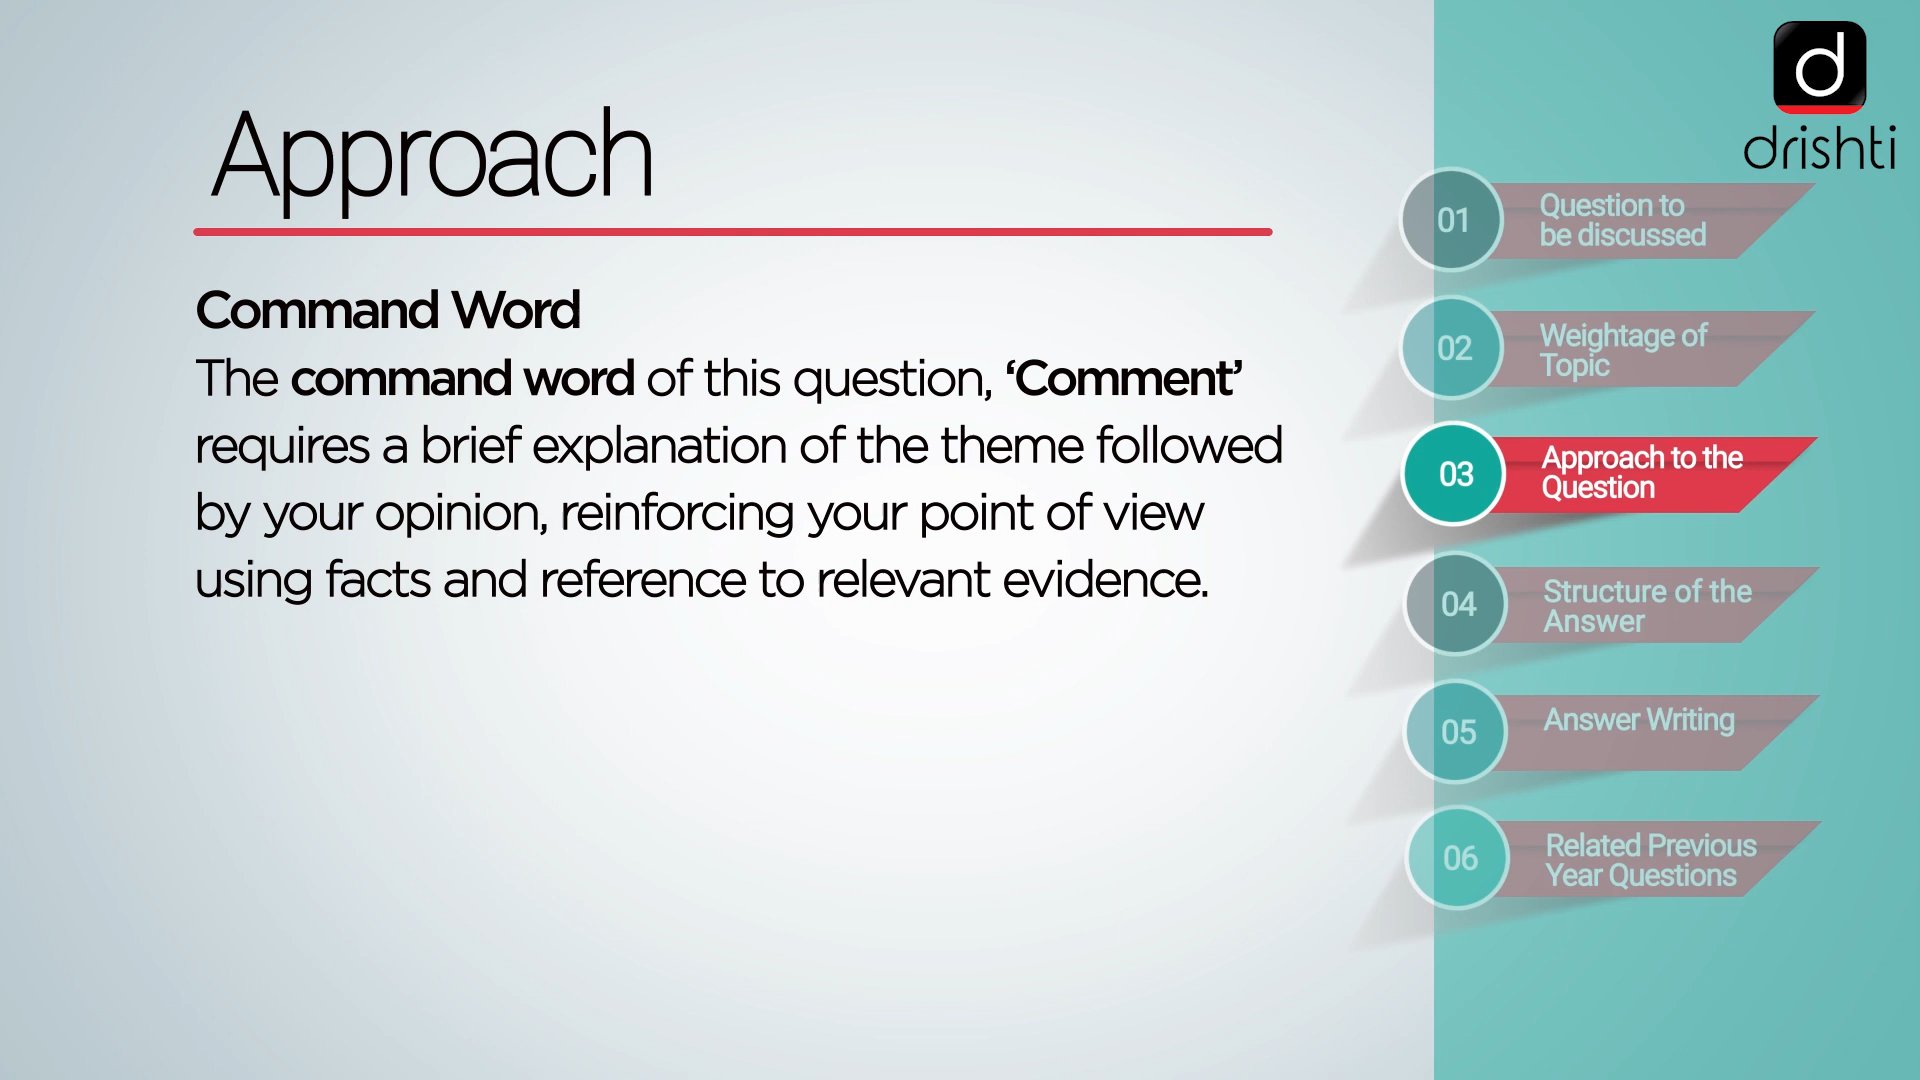 Approach
Command Word
The command word of this question, ‘Comment’
requires a brief explanation of the theme followed
by your opinion, reinforcing your point of view
using facts and reference to relevant evidence.
d
drishti
01
Question to
be discussed
02
Weightage of
Topic
03
Approach to the
Question
04
Structure of the
Answer
05
Answer Writing
06
Related Previous
Year Questions